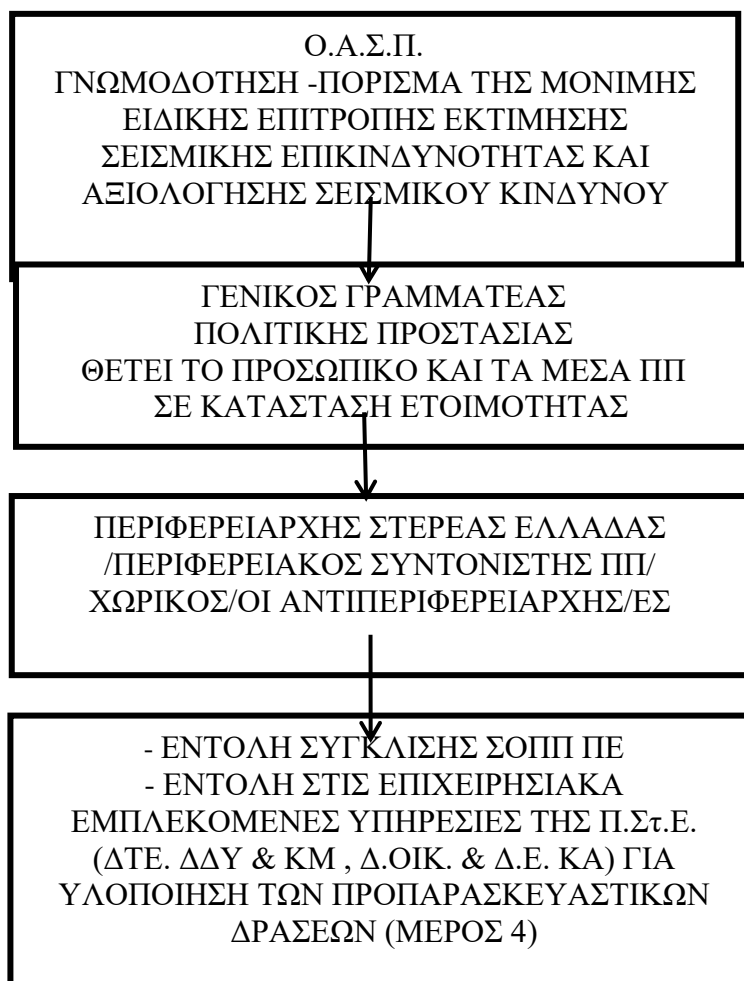 Ο.Α.Σ.Π.
ΓΝΩΜΟΔΟΤΗΣΗ -ΠΟΡΙΣΜΑ ΤΗΣ ΜΟΝΙΜΗΣ
ΕΙΔΙΚΗΣ ΕΠΙΤΡΟΠΗΣ ΕΚΤΙΜΗΣΗΣ
ΣΕΙΣΜΙΚΗΣ ΕΠΙΚΙΝΔΥΝΟΤΗΤΑΣ ΚΑΙ
ΑΞΙΟΛΟΓΗΣΗΣ ΣΕΙΣΜΙΚΟΥ ΚΙΝΔΥΝΟΥ
ΓΕΝΙΚΟΣ ΓΡΑΜΜΑΤΕΑΣ
ΠΟΛΙΤΙΚΗΣ ΠΡΟΣΤΑΣΙΑΣ
ΘΕΤΕΙ ΤΟ ΠΡΟΣΩΠΙΚΟ ΚΑΙ ΤΑ ΜΕΣΑ ΠΠ
ΣΕ ΚΑΤΑΣΤΑΣΗ ΕΤΟΙΜΟΤΗΤΑΣ
ΠΕΡΙΦΕΡΕΙΑΡΧΗΣ ΣΤΕΡΕΑΣ ΕΛΛΑΔΑΣ
/ΠΕΡΙΦΕΡΕΙΑΚΟΣ ΣΥΝΤΟΝΙΣΤΗΣ ΠΠ/
ΧΩΡΙΚΟΣ/ΟΙ ΑΝΤΙΠΕΡΙΦΕΡΕΙΑΡΧΗΣ/ΕΣ
- ΕΝΤΟΛΗ ΣΥΓΚΛΙΣΗΣ ΣΟΠΠ ΠΕ
- ΕΝΤΟΛΗ ΣΤΙΣ ΕΠΙΧΕΙΡΗΣΙΑΚΑ
ΕΜΠΛΕΚΟΜΕΝΕΣ ΥΠΗΡΕΣΙΕΣ ΤΗΣ Π.Στ.Ε.
(ΔΤΕ. ΔΔΥ & ΚΜ , Δ.ΟΙΚ. & Δ.Ε. ΚΑ) ΓΙΑ
ΥΛΟΠΟΙΗΣΗ ΤΩΝ ΠΡΟΠΑΡΑΣΚΕΥΑΣΤΙΚΩΝ
ΔΡΑΣΕΩΝ (ΜΕΡΟΣ 4)